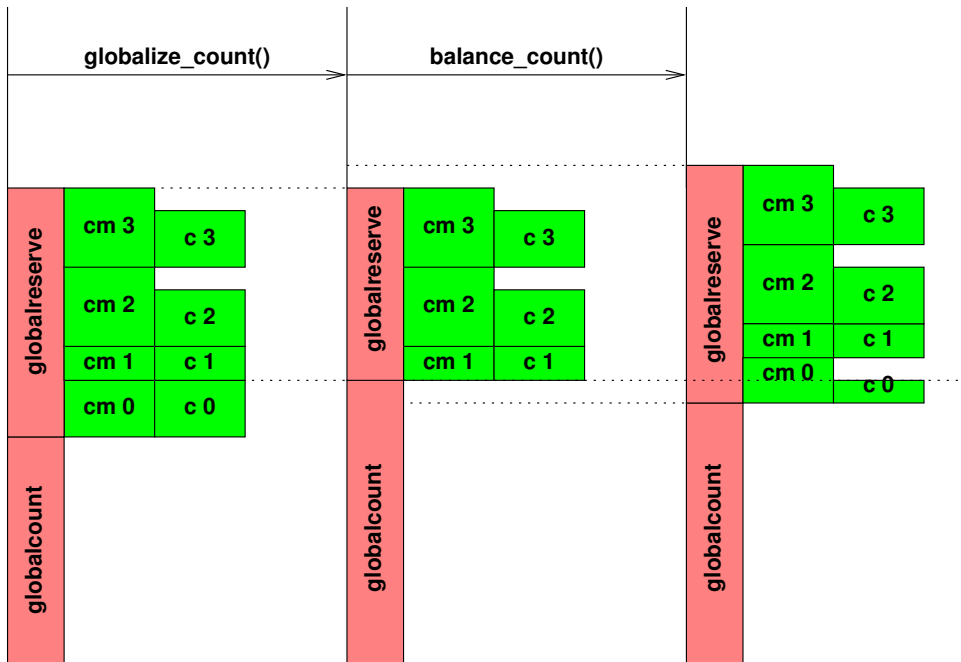 globalize_count()
balance_count()
globalreserve
cm 3
c 3
cm 2
c 2
cm 1
c 1
cm 0
c 0
globalcount
globalreserve
cm 3
c 3
cm 2
c 2
cm 1
c 1
globalcount
globalreserve
cm 3
c 3
cm 2
c 2
cm 1
c 1
cm 0
c 0
globalcount